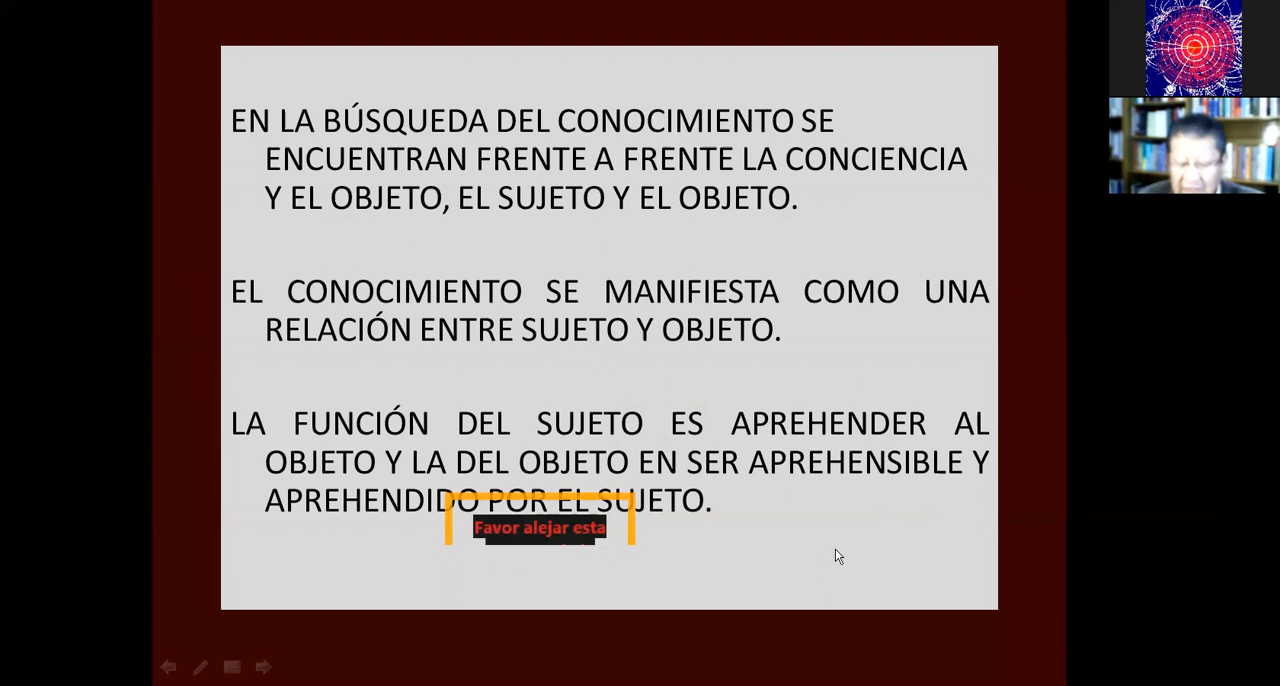 EN LA BÚSQUEDA DEL CONOCIMIENTO SE
ENCUENTRAN FRENTE A FRENTE LA CONCIENCIA
Y EL OBJETO, EL SUJETO Y EL OBJETO.
EL CONOCIMIENTO SE MANIFIESTA COMO UNA
RELACIÓN ENTRE SUJETO Y OBJETO.
LA FUNCIÓN DEL SUJETO ES APREHENDER AL
OBJETO Y LA DEL OBJETO EN SER APREHENSIBLE Y
APREHENDIDO POR EL SUJETO.
Favor alejar esta